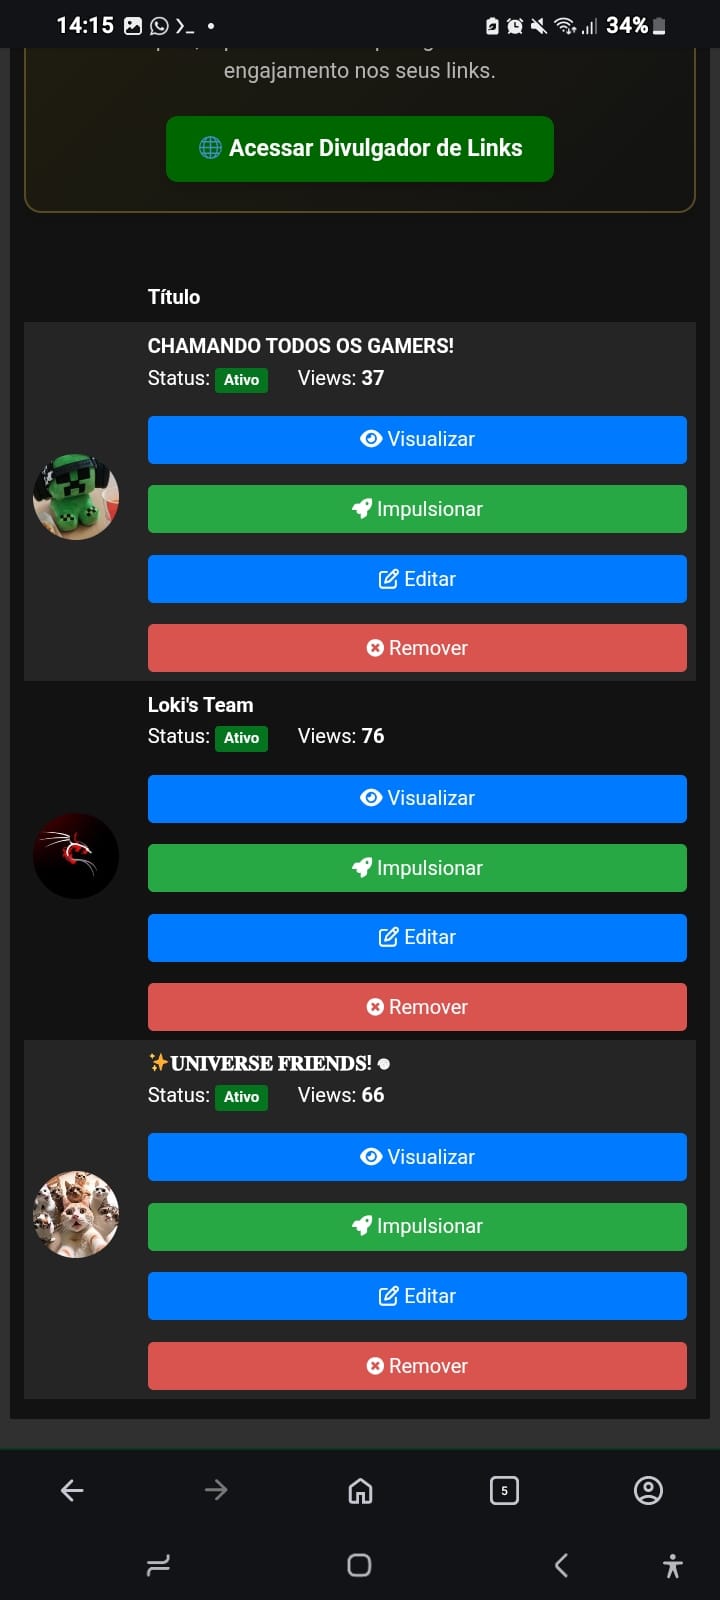 14:15
34%
engajamento nos seus links.
🌐 Acessar Divulgador de Links
Título
CHAMANDO TODOS OS GAMERS!
Status: Ativo Views: 37
Visualizar
Impulsionar
Editar
Remover
Loki's Team
Status: Ativo Views: 76
Visualizar
Impulsionar
Editar
Remover
✨𝐔𝐍𝐈𝐕𝐄𝐑𝐒𝐄 𝐅𝐑𝐈𝐄𝐍𝐃𝐒!
Status: Ativo Views: 66
Visualizar
Impulsionar
Editar
Remover
5